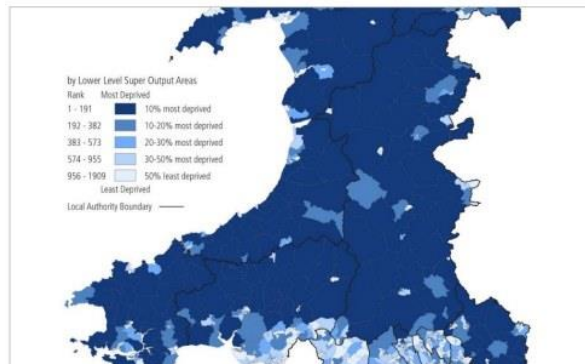 by Lower Level Super Output Areas
Rank Most Deprived
1 - 191 10% most deprived
192 - 382 10-20% most deprived
383 - 573 20-30% most deprived
574 - 955 30-50% most deprived
956 - 1909 50% least deprived
Least Deprived
Local Authority Boundary